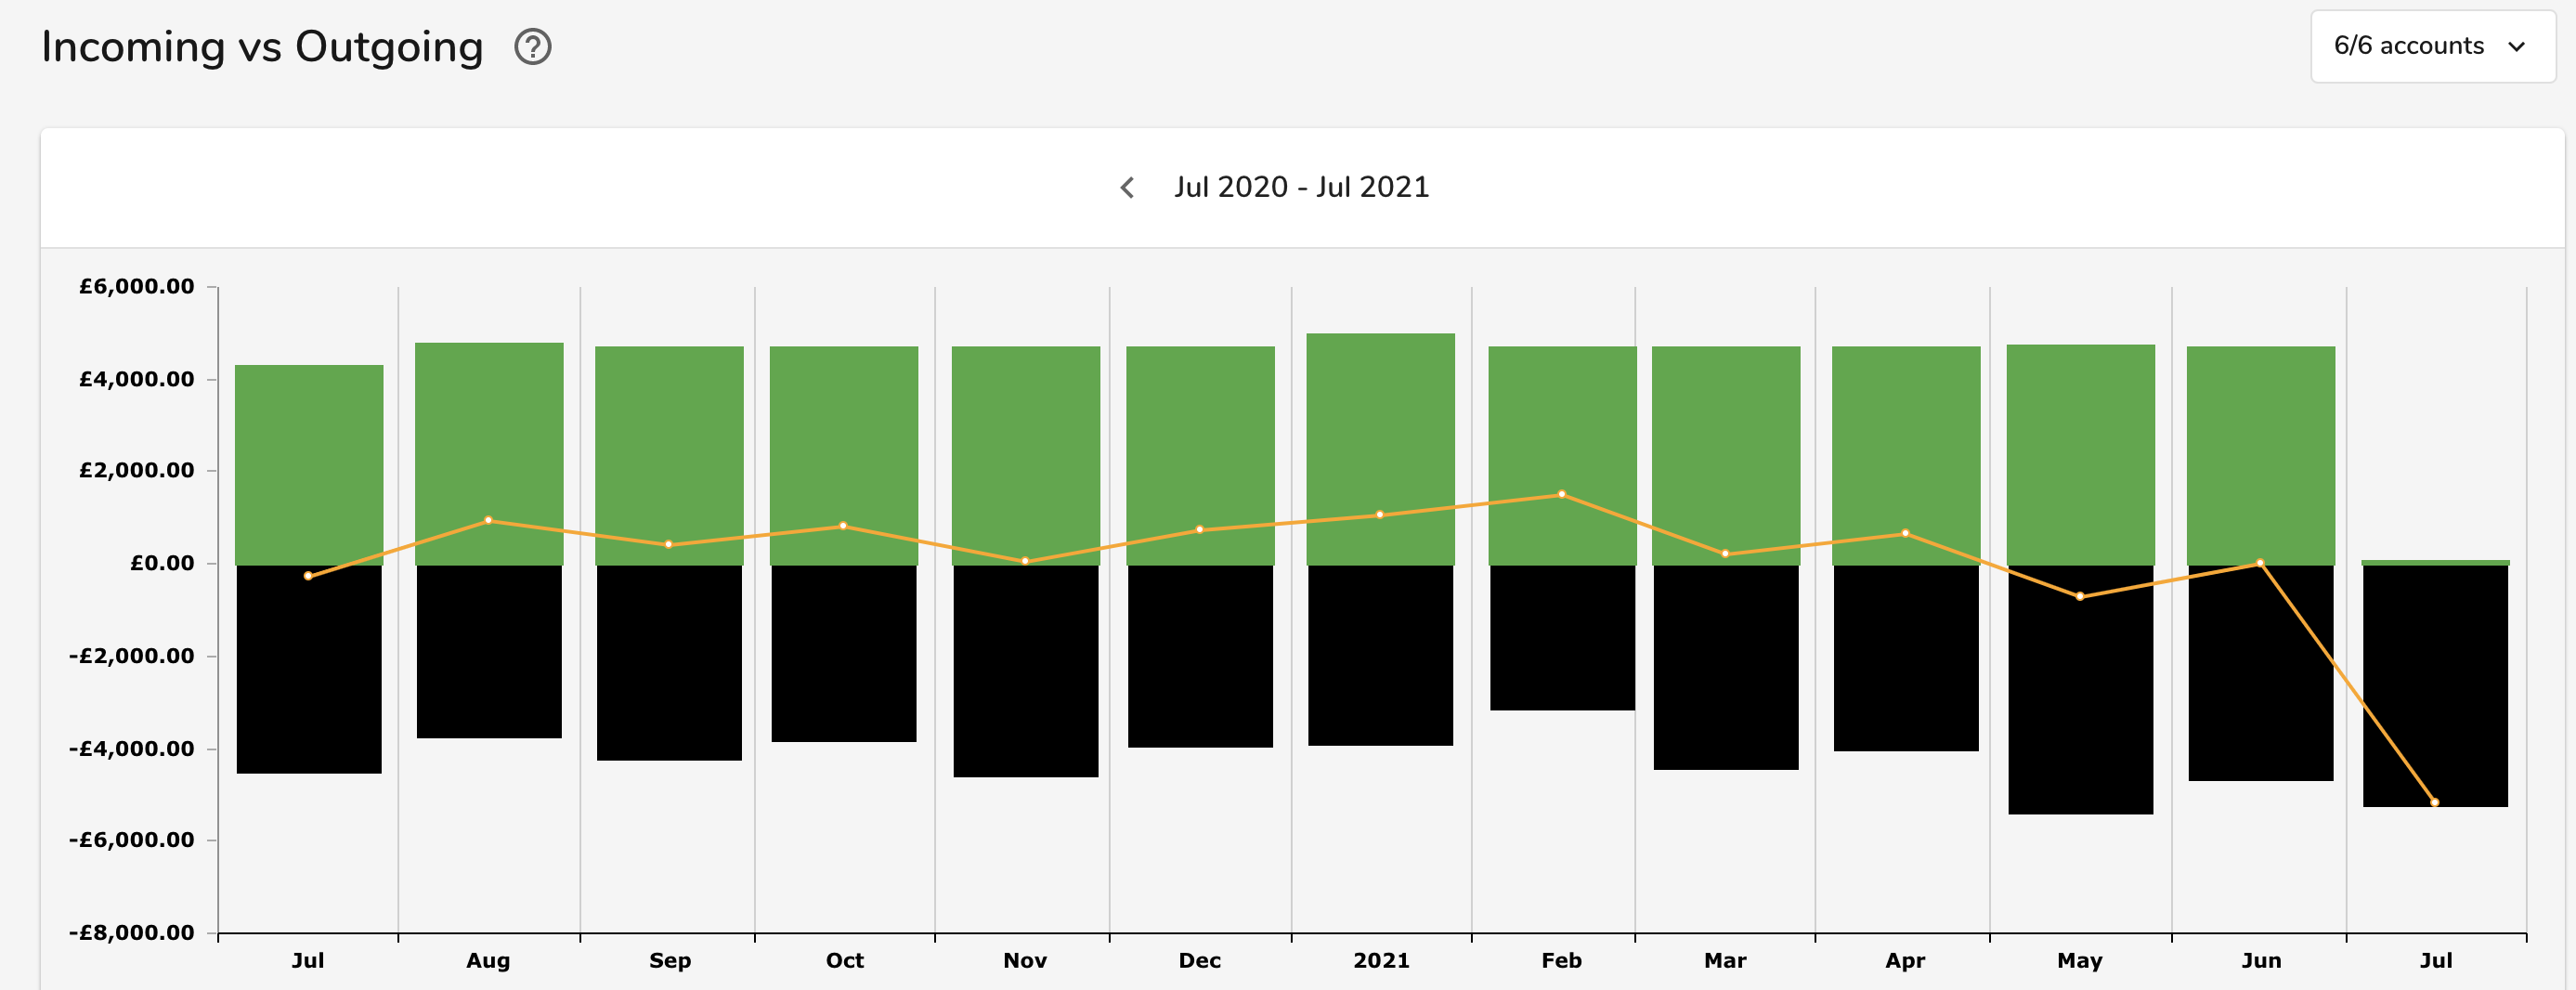 Incoming vs Outgoing ?
6/6 accounts
Jul 2020 - Jul 2021
£6,000.00
£4,000.00
£2,000.00
£0.00
-£2,000.00
-£4,000.00
-£6,000.00
-£8,000.00
Jul Aug Sep Oct Nov Dec 2021 Feb Mar Apr May Jun Jul